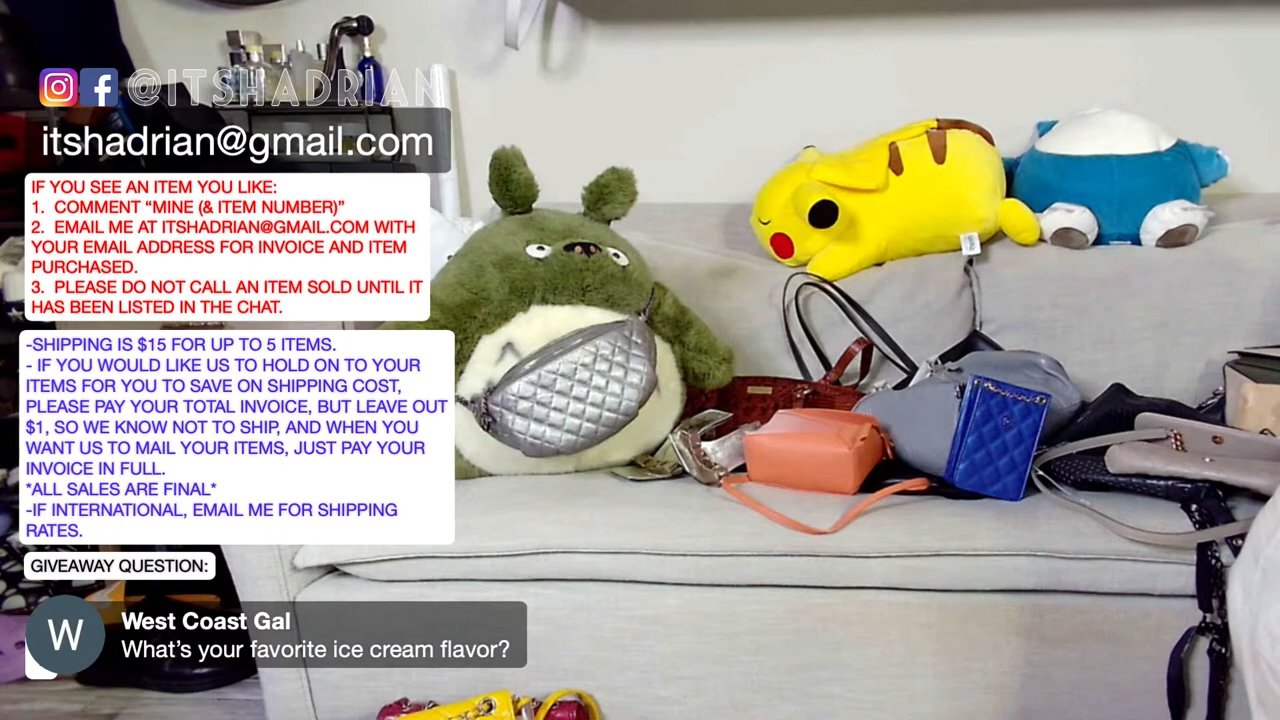 @ITSHADRIAN
itshadrian@gmail.com
IF YOU SEE AN ITEM YOU LIKE:
1. COMMENT “MINE (& ITEM NUMBER)”
2. EMAIL ME AT ITSHADRIAN@GMAIL.COM WITH
YOUR EMAIL ADDRESS FOR INVOICE AND ITEM
PURCHASED.
3. PLEASE DO NOT CALL AN ITEM SOLD UNTIL IT
HAS BEEN LISTED IN THE CHAT.
-SHIPPING IS $15 FOR UP TO 5 ITEMS.
- IF YOU WOULD LIKE US TO HOLD ON TO YOUR
ITEMS FOR YOU TO SAVE ON SHIPPING COST,
PLEASE PAY YOUR TOTAL INVOICE, BUT LEAVE OUT
$1, SO WE KNOW NOT TO SHIP, AND WHEN YOU
WANT US TO MAIL YOUR ITEMS, JUST PAY YOUR
INVOICE IN FULL.
*ALL SALES ARE FINAL*
-IF INTERNATIONAL, EMAIL ME FOR SHIPPING
RATES.
GIVEAWAY QUESTION:
W
West Coast Gal
What’s your favorite ice cream flavor?